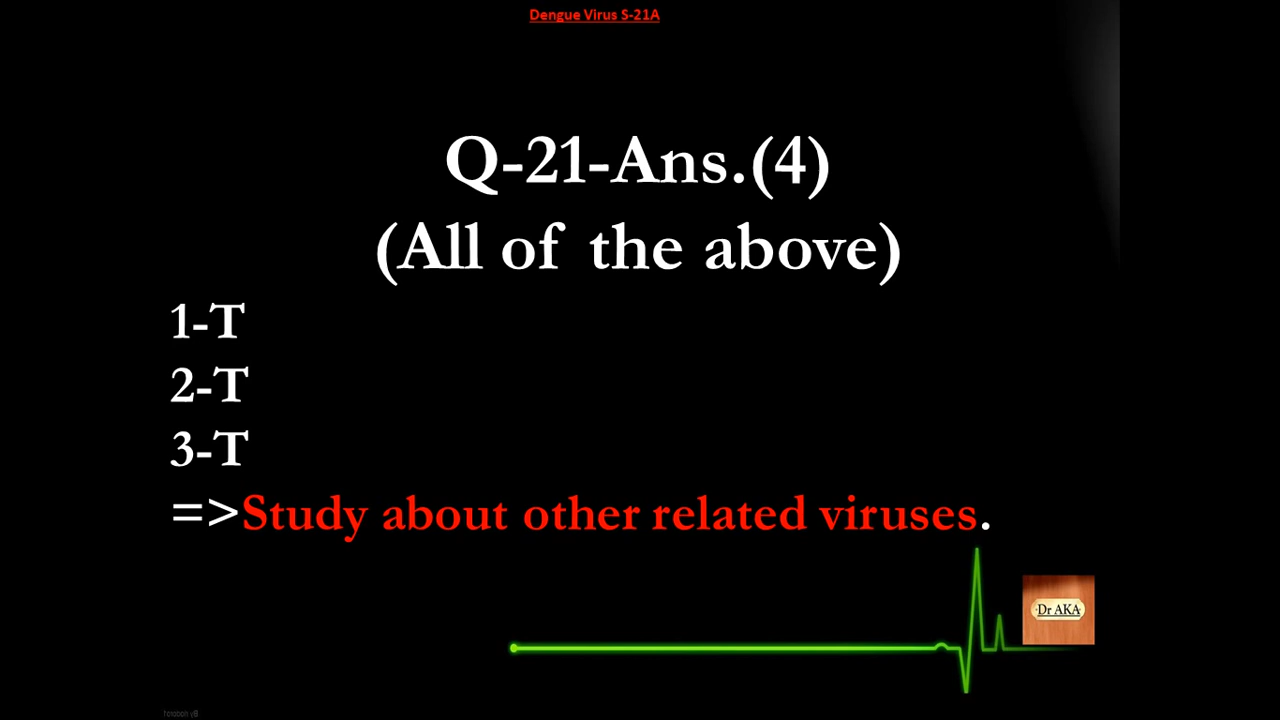 Dengue Virus S-21A
Q-21-Ans.(4)
(All of the above)
1-T
2-T
3-T
=>Study about other related viruses.
Dr AKA